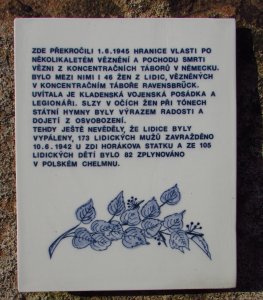 ZDE PŘEKROČILI 1.6.1945 HRANICE VLASTI PO
NĚKOLIKALETÉM VĚZNĚNÍ A POCHODU SMRTI
VĚZNI Z KONCENTRAČNÍCH TÁBORŮ V NĚMECKU.
BYLO MEZI NIMI I 46 ŽEN Z LIDIC, VĚZNĚNÝCH
V KONCENTRAČNÍM TÁBOŘE RAVENSBRÜCK.
UVÍTALA JE KLADENSKÁ VOJENSKÁ POSÁDKA A
LEGIONÁŘI. SLZY V OČÍCH ŽEN PŘI TÓNECH
STÁTNÍ HYMNY BYLY VÝRAZEM RADOSTI A
DOJETÍ Z OSVOBOZENÍ.
TEHDY JEŠTĚ NEVĚDĚLY, ŽE LIDICE BYLY
VYPÁLENY, 173 LIDICKÝCH MUŽŮ ZAVRAŽDĚNO
10.6.1942 U ZDI HORÁKOVA STATKU A ZE 105
LIDICKÝCH DĚTÍ BYLO 82 ZPLYNOVÁNO
V POLSKÉM CHELMNU.